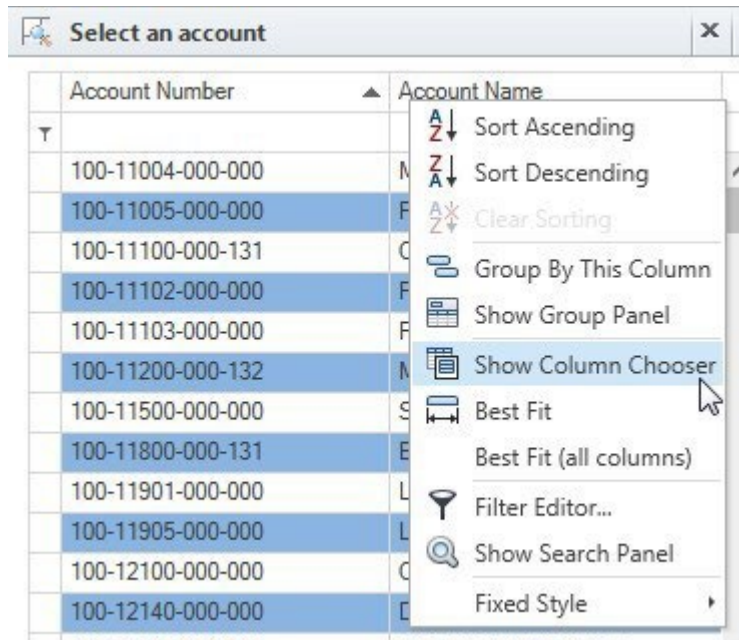 Select an account
Account Number Account Name
100-11004-000-000
Sort Ascending
Sort Descending
100-11005-000-000
Clear Sorting
100-11100-000-131
Group By This Column
100-11102-000-000
Show Group Panel
100-11103-000-000
Show Column Chooser
100-11200-000-132
Best Fit
100-11500-000-000
Best Fit (all columns)
100-11800-000-131
100-11901-000-000
Filter Editor...
100-11905-000-000
Show Search Panel
100-12100-000-000
Fixed Style
100-12140-000-000